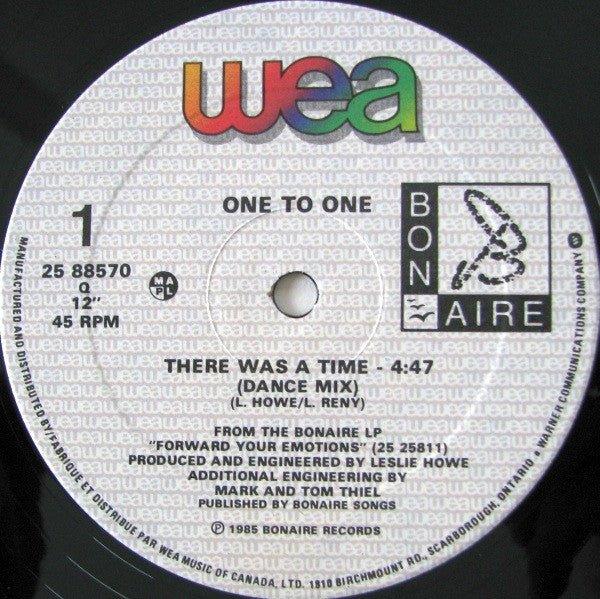 wea
ONE TO ONE
1
25 88570
Q
12"
45 RPM
MAPL
BON
AIRE
THERE WAS A TIME - 4:47
(DANCE MIX)
(L. HOWE/L. RENY)
FROM THE BONAIRE LP
"FORWARD YOUR EMOTIONS" (25 25811)
PRODUCED AND ENGINEERED BY LESLIE HOWE
ADDITIONAL ENGINEERING BY
MARK AND TOM THIEL
PUBLISHED BY BONAIRE SONGS
℗ 1985 BONAIRE RECORDS
MANUFACTURED AND DISTRIBUTED BY/FABRIQUE ET DISTRIBUE PAR WEA MUSIC OF CANADA, LTD. 1810 BIRCHMOUNT RD., SCARBOROUGH, ONTARIO • WARNER COMMUNICATIONS COMPANY